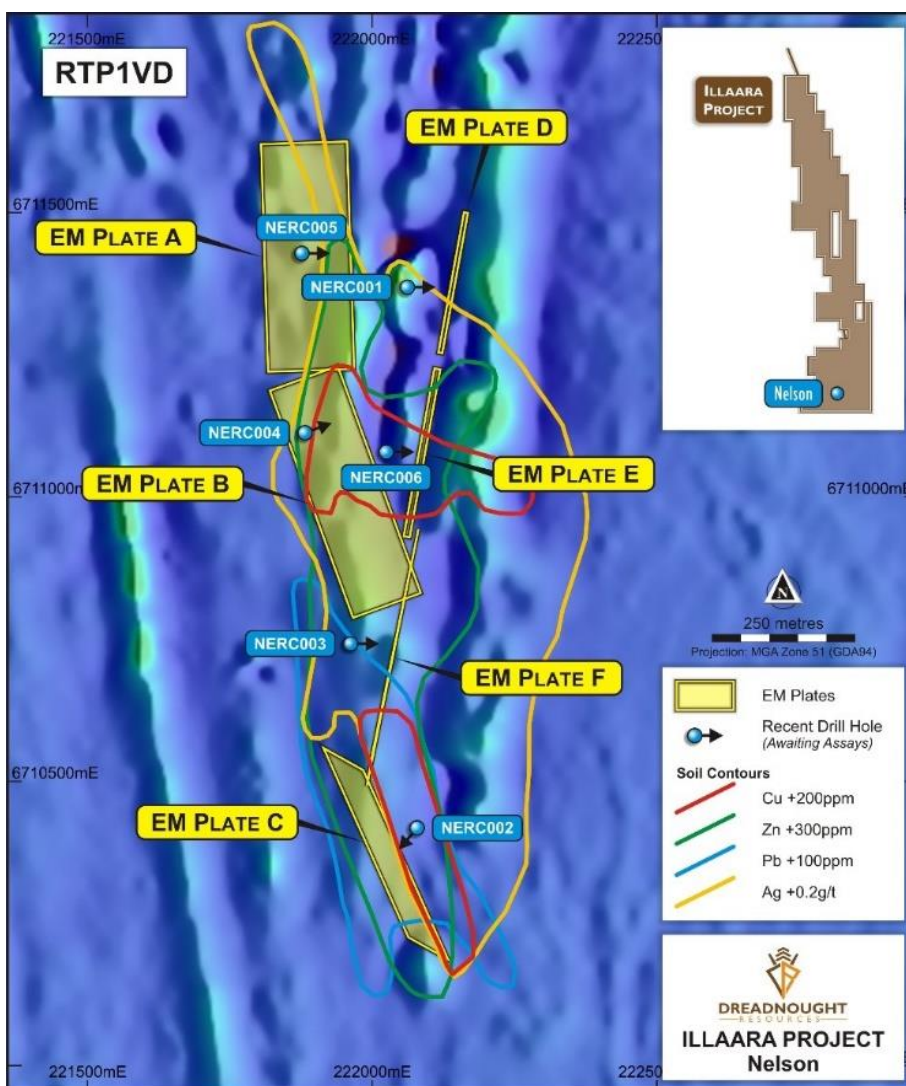 221500mE
222000mE
22250
RTP1VD
ILLAARA
PROJECT
EM PLATE D
6711500mE
NERC005
EM PLATE A
NERC001
Nelson
NERC004
NERC006
EM PLATE E
EM PLATE B
6711000mE
6711000mE
N
250 metres
Projection: MGA Zone 51 (GDA94)
NERC003
EM PLATE F
EM Plates
Recent Drill Hole
(Awaiting Assays)
Soil Contours
6710500mE
Cu +200ppm
EM PLATE C
NERC002
Zn +300ppm
Pb +100ppm
Ag +0.2g/t
DREADNOUGHT
RESOURCES
ILLAARA PROJECT
Nelson
221500mE
222000mE
22250